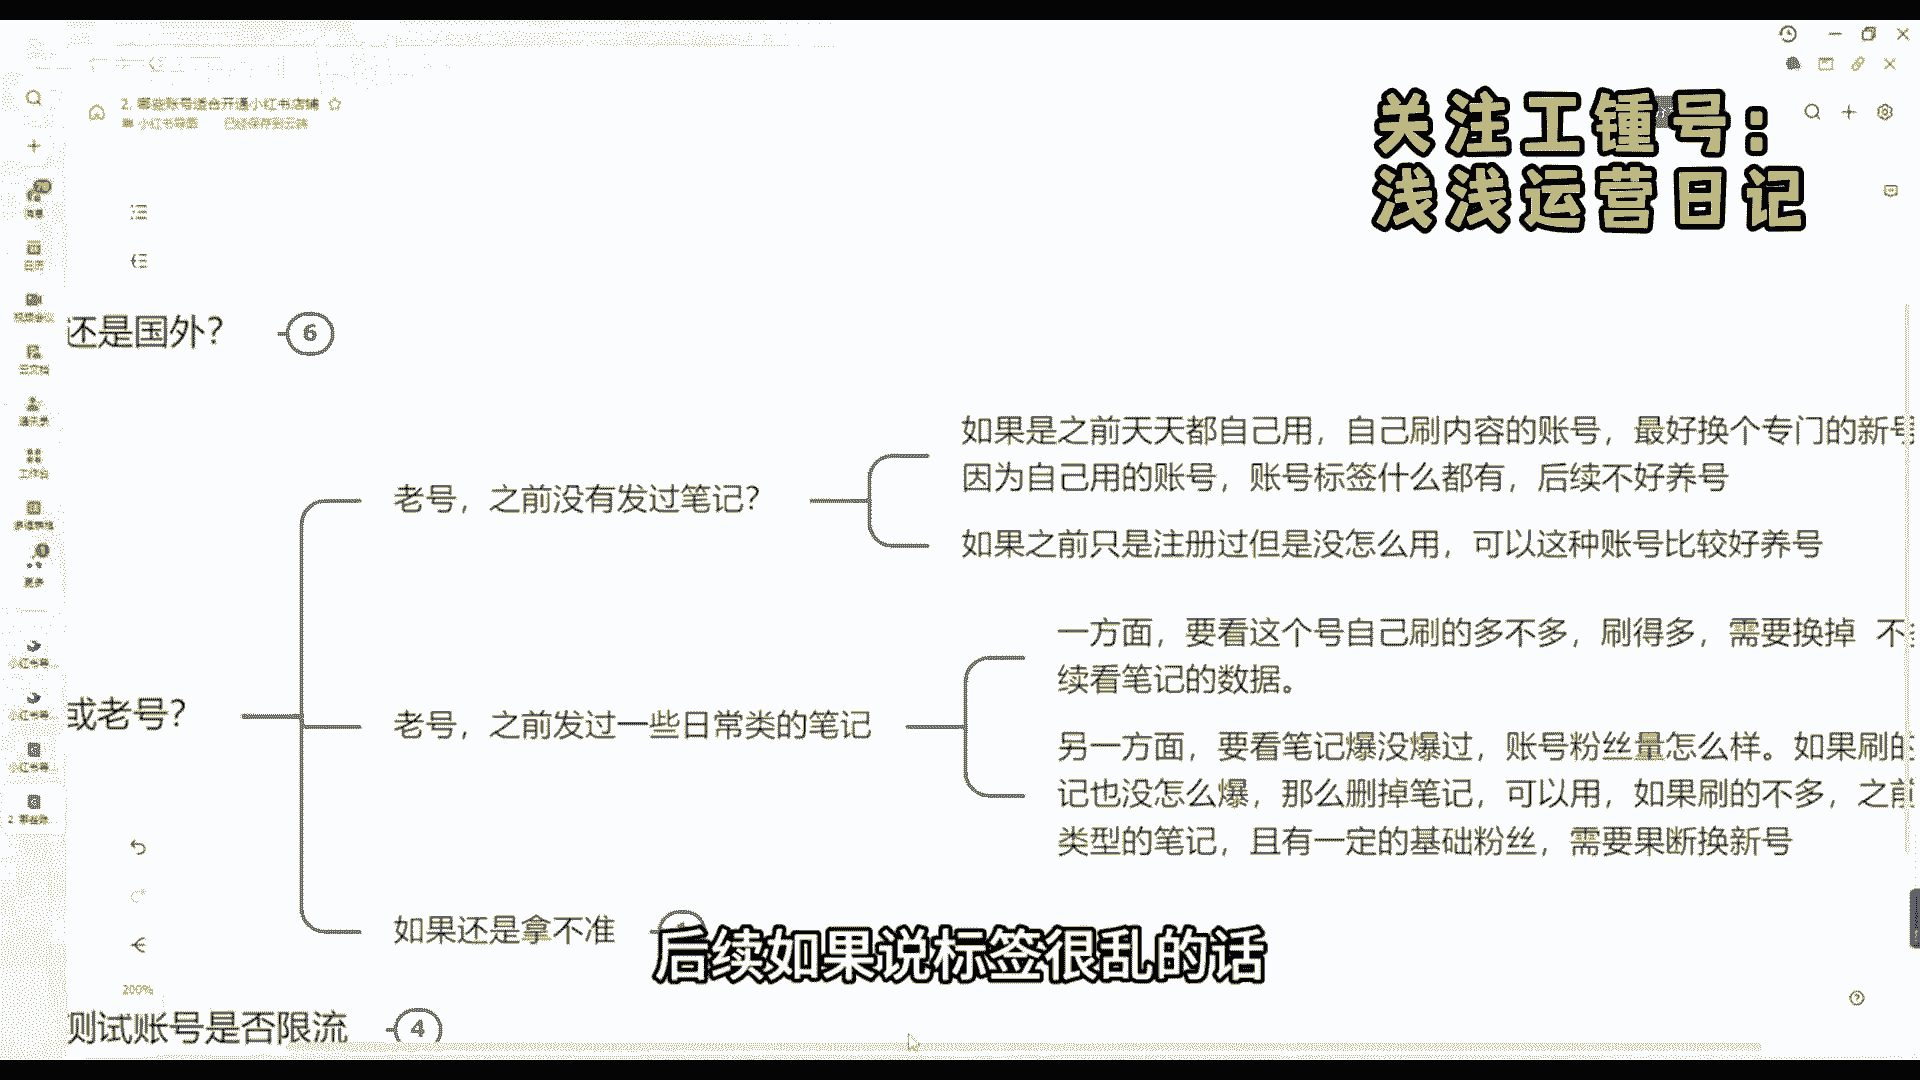 2. 哪些账号适合开通小红书店铺
小红书导图 已经保存到云端
关注工锺号：
浅浅运营日记
还是国外？
6
如果是之前天天都自己用，自己刷内容的账号，最好换个专门的新号
因为自己用的账号，账号标签什么都有，后续不好养号
老号，之前没有发过笔记？
如果之前只是注册过但是没怎么用，可以这种账号比较好养号
一方面，要看这个号自己刷的多不多，刷得多，需要换掉 不
续看笔记的数据。
或老号？
老号，之前发过一些日常类的笔记
另一方面，要看笔记爆没爆过，账号粉丝量怎么样。如果刷的
记也没怎么爆，那么删掉笔记，可以用，如果刷的不多，之前
类型的笔记，且有一定的基础粉丝，需要果断换新号
如果还是拿不准
后续如果说标签很乱的话
200%
测试账号是否限流
4
工作台
更多